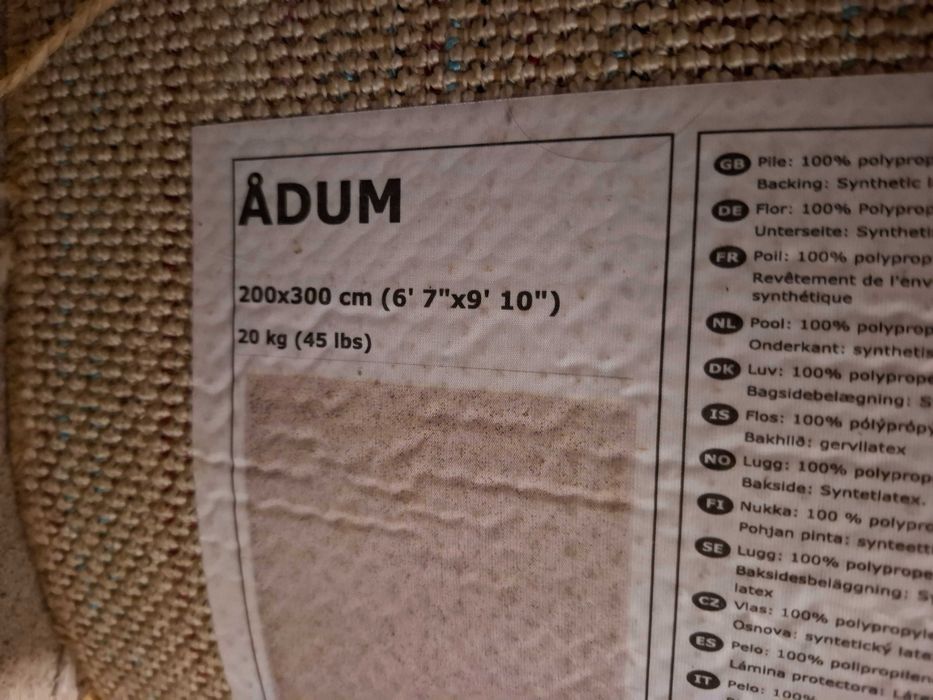 ÅDUM
200x300 cm (6' 7"x9' 10")
20 kg (45 lbs)
GB Pile: 100% polyprop
Backing: Synthetic l
DE Flor: 100% Polyprop
Unterseite: Syntheti
FR Poil: 100% polyprop
Revêtement de l'env
synthétique
NL Pool: 100% polyprop
Onderkant: synthetis
DK Luv: 100% polyprope
Bagsidebelægning: S
IS Flos: 100% pólýprópý
Bakhlið: gervilatex
NO Lugg: 100% polyprop
Bakside: Syntetlatex.
FI Nukka: 100 % polypro
Pohjan pinta: synteetti
SE Lugg: 100% polyprope
Baksidesbeläggning: Sy
latex
CZ Vlas: 100% polypropyle
Osnova: syntetický late
ES Pelo: 100% polipropilen
Lámina protectora: Láte
IT Pelo: 100%